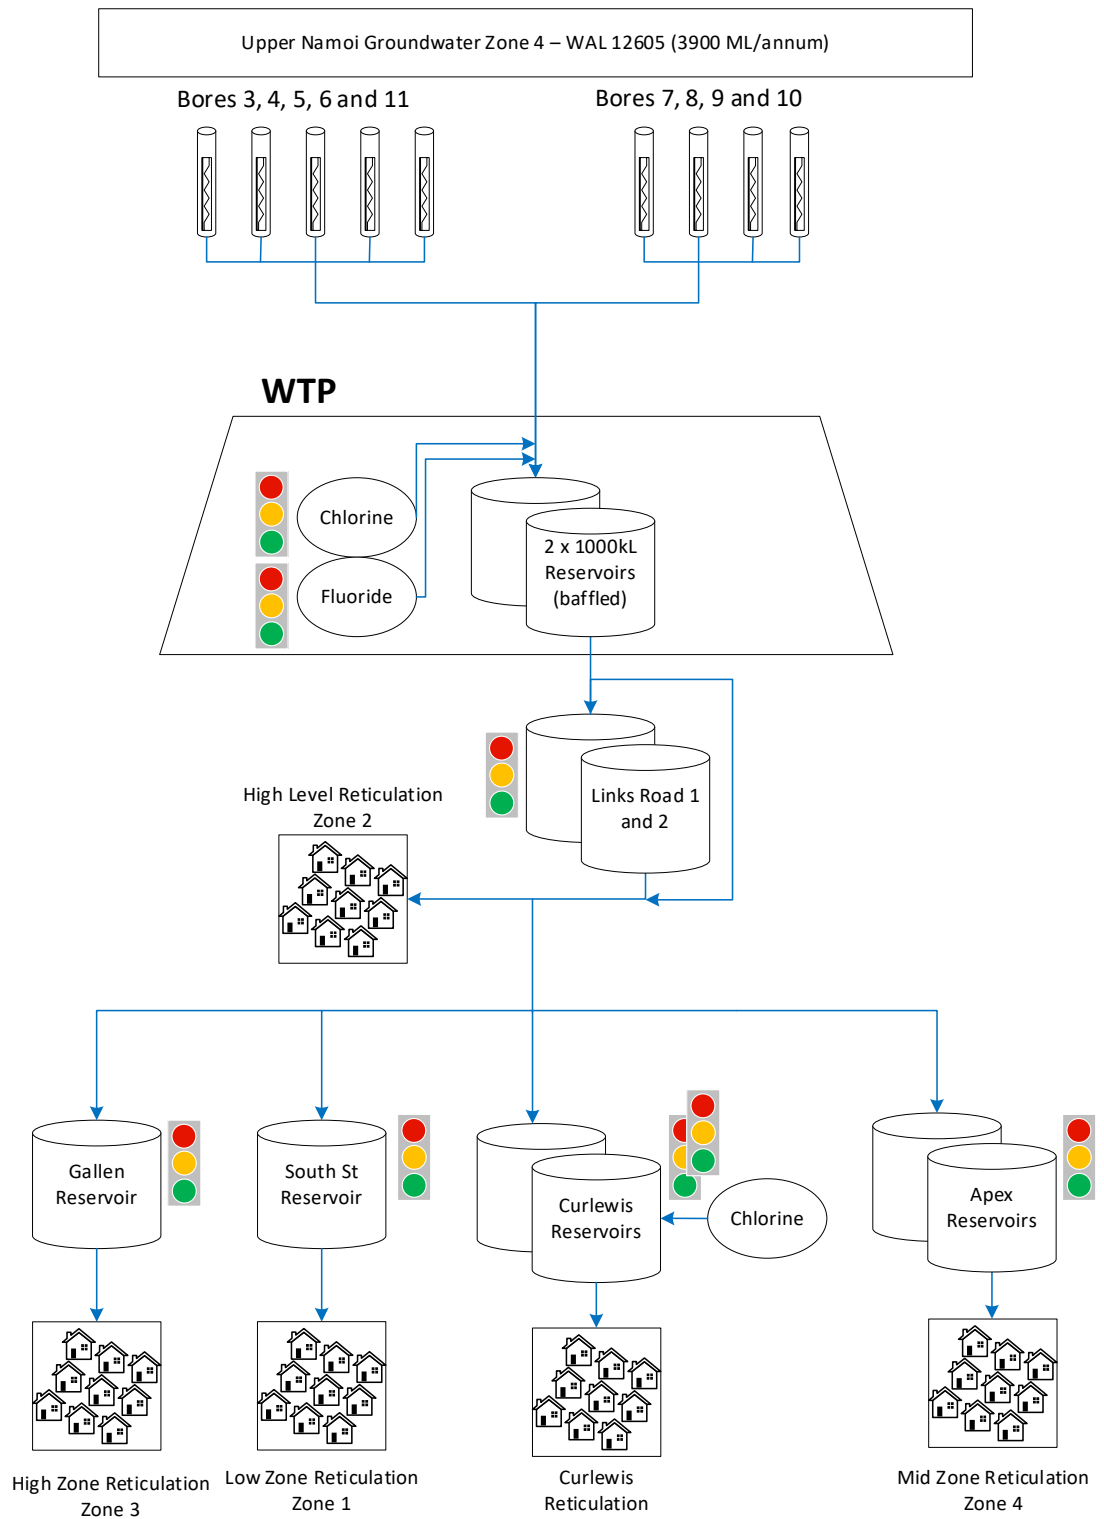 Upper Namoi Groundwater Zone 4 – WAL 12605 (3900 ML/annum)
Bores 3, 4, 5, 6 and 11
Bores 7, 8, 9 and 10
WTP
Chlorine
Fluoride
2 x 1000kL
Reservoirs
(baffled)
Links Road 1
and 2
High Level Reticulation
Zone 2
Gallen
Reservoir
South St
Reservoir
Curlewis
Reservoirs
Chlorine
Apex
Reservoirs
High Zone Reticulation
Zone 3
Low Zone Reticulation
Zone 1
Curlewis
Reticulation
Mid Zone Reticulation
Zone 4